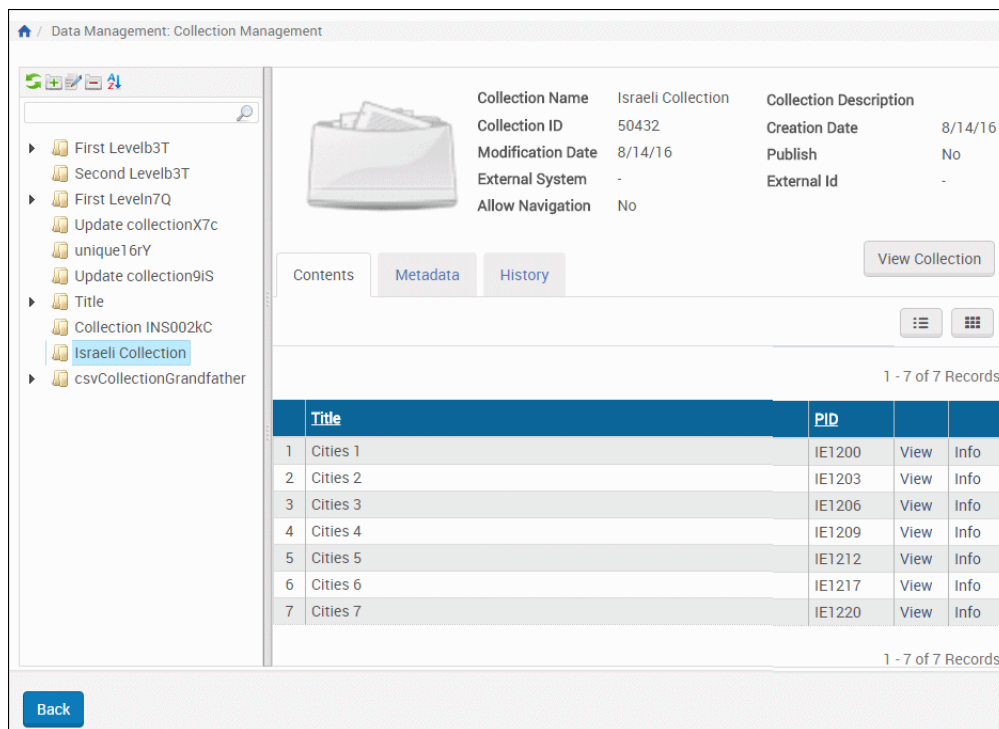 / Data Management: Collection Management
First Levelb3T
Second Levelb3T
First Leveln7Q
Update collectionX7c
unique16rY
Update collection9iS
Title
Collection INS002kC
Israeli Collection
csvCollectionGrandfather
Collection Name Israeli Collection
Collection ID 50432
Modification Date 8/14/16
External System -
Allow Navigation No
Collection Description
Creation Date 8/14/16
Publish No
External Id -
View Collection
Contents Metadata History
1 - 7 of 7 Records
Title PID
1 Cities 1 IE1200 View Info
2 Cities 2 IE1203 View Info
3 Cities 3 IE1206 View Info
4 Cities 4 IE1209 View Info
5 Cities 5 IE1212 View Info
6 Cities 6 IE1217 View Info
7 Cities 7 IE1220 View Info
1 - 7 of 7 Records
Back